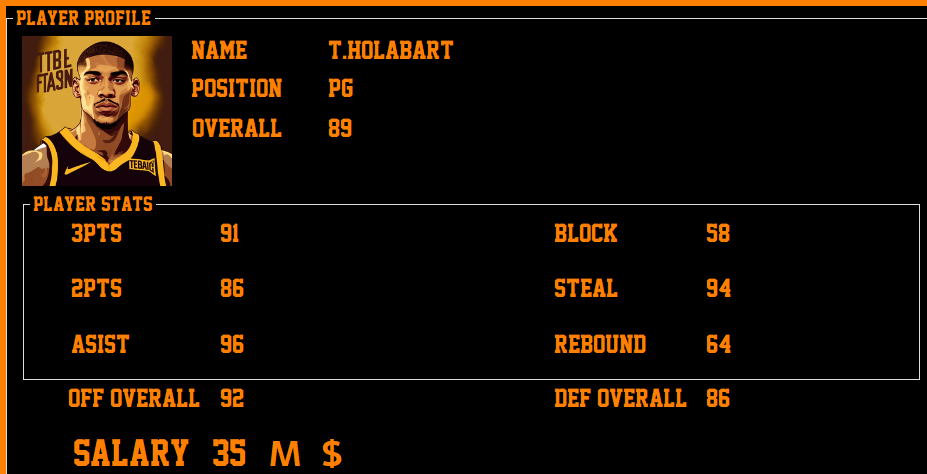 PLAYER PROFILE
NAME T.HOLABART
POSITION PG
OVERALL 89
TTBL
FTASN
TEBAUG
PLAYER STATS
3PTS 91 BLOCK 58
2PTS 86 STEAL 94
ASIST 96 REBOUND 64
OFF OVERALL 92 DEF OVERALL 86
SALARY 35 M $